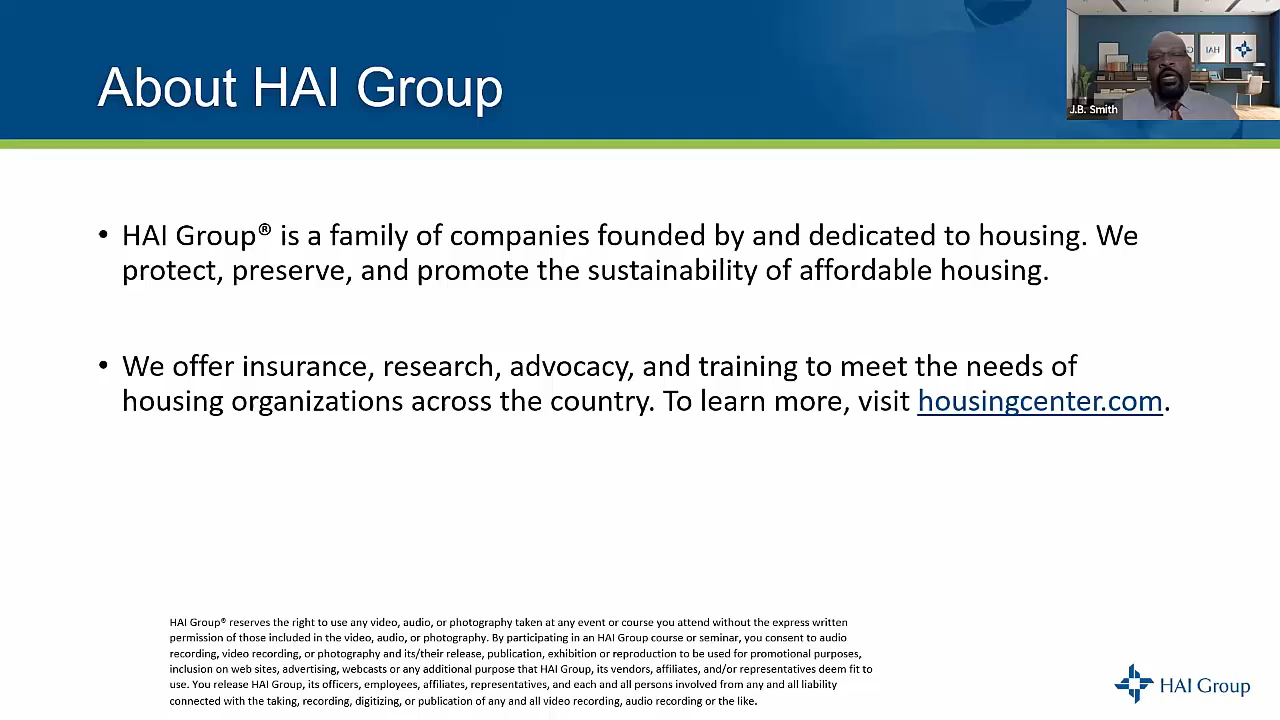 About HAI Group
J.B. Smith
• HAI Group® is a family of companies founded by and dedicated to housing. We
protect, preserve, and promote the sustainability of affordable housing.
• We offer insurance, research, advocacy, and training to meet the needs of
housing organizations across the country. To learn more, visit housingcenter.com.
HAI Group® reserves the right to use any video, audio, or photography taken at any event or course you attend without the express written
permission of those included in the video, audio, or photography. By participating in an HAI Group course or seminar, you consent to audio
recording, video recording, or photography and its/their release, publication, exhibition or reproduction to be used for promotional purposes,
inclusion on web sites, advertising, webcasts or any additional purpose that HAI Group, its vendors, affiliates, and/or representatives deem fit to
use. You release HAI Group, its officers, employees, affiliates, representatives, and each and all persons involved from any and all liability
connected with the taking, recording, digitizing, or publication of any and all video recording, audio recording or the like.
HAI Group